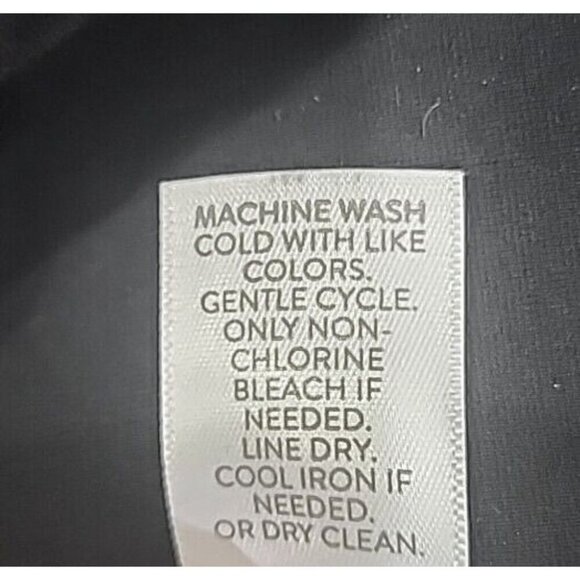 MACHINE WASH
COLD WITH LIKE
COLORS.
GENTLE CYCLE.
ONLY NON-
CHLORINE
BLEACH IF
NEEDED.
LINE DRY.
COOL IRON IF
NEEDED.
OR DRY CLEAN.